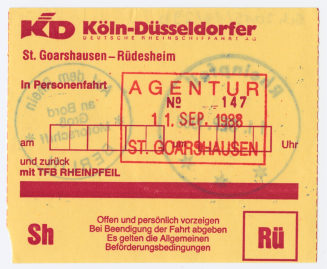 KD Köln-Düsseldorfer
DEUTSCHE RHEINSCHIFFAHRT AG
St. Goarshausen – Rüdesheim
In Personenfahrt
AGENTUR
No 147
11. SEP. 1988
ST. GOARSHAUSEN
am
Uhr
und zurück
mit TFB RHEINPFEIL
Sh
Offen und persönlich vorzeigen
Bei Beendigung der Fahrt abgeben
Es gelten die Allgemeinen
Beförderungsbedingungen
Rü